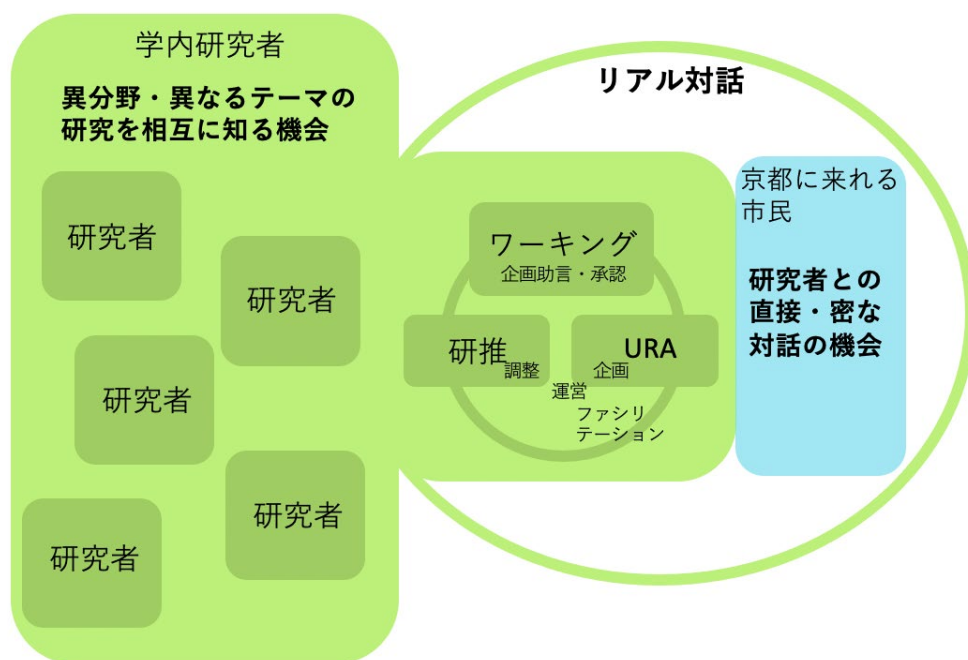 学内研究者
異分野・異なるテーマの
研究を相互に知る機会
研究者
研究者
研究者
研究者
研究者
リアル対話
ワーキング
企画助言・承認
研推
調整
URA
企画
運営
ファシリ
テーション
京都に来れる
市民
研究者との
直接・密な
対話の機会